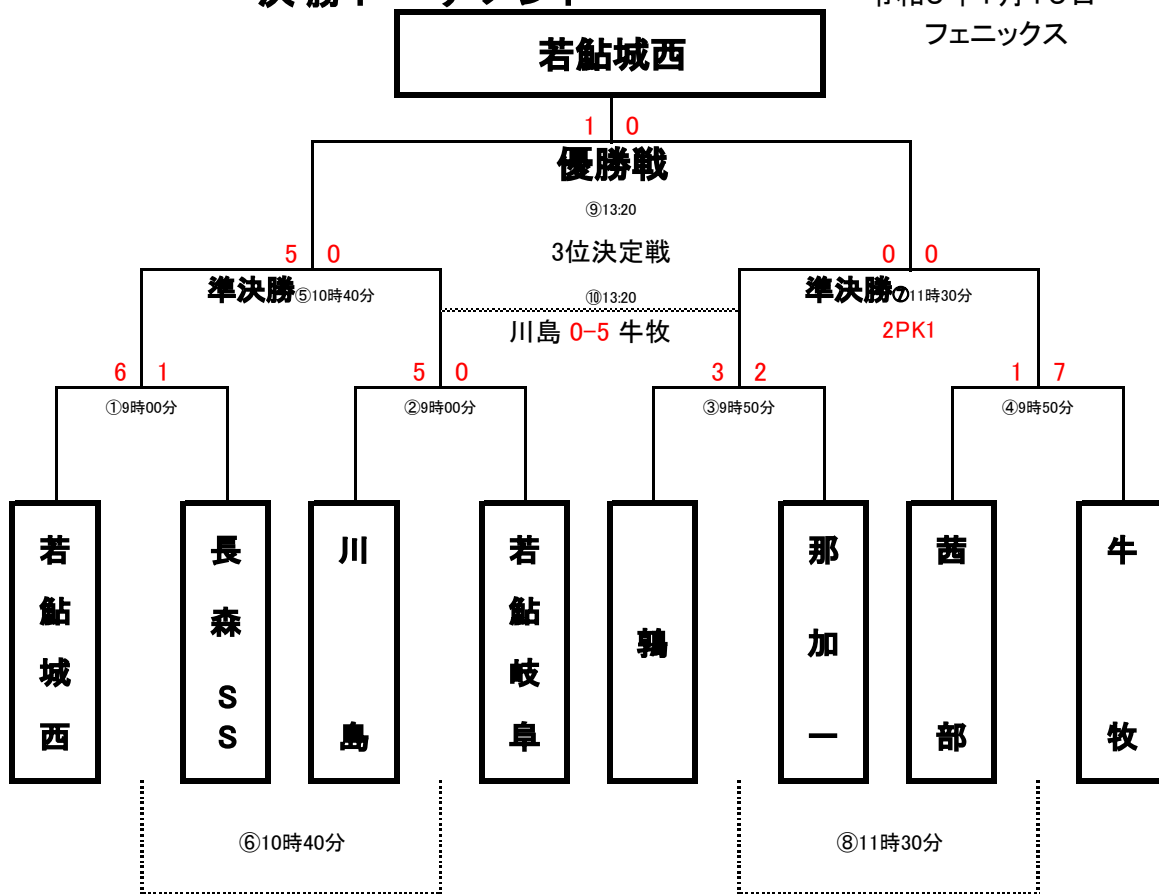 フェニックス
若鮎城西
1 0
優勝戦
⑨13:20
5 0
3位決定戦
0 0
準決勝⑤10時40分
⑩13:20
準決勝⑦11時30分
川島 0-5 牛牧
2PK1
6 1
5 0
3 2
1 7
①9時00分
②9時00分
③9時50分
④9時50分
若鮎城西
長森SS
川島
若鮎岐阜
鶉
那加一
茜部
牛牧
⑥10時40分
⑧11時30分